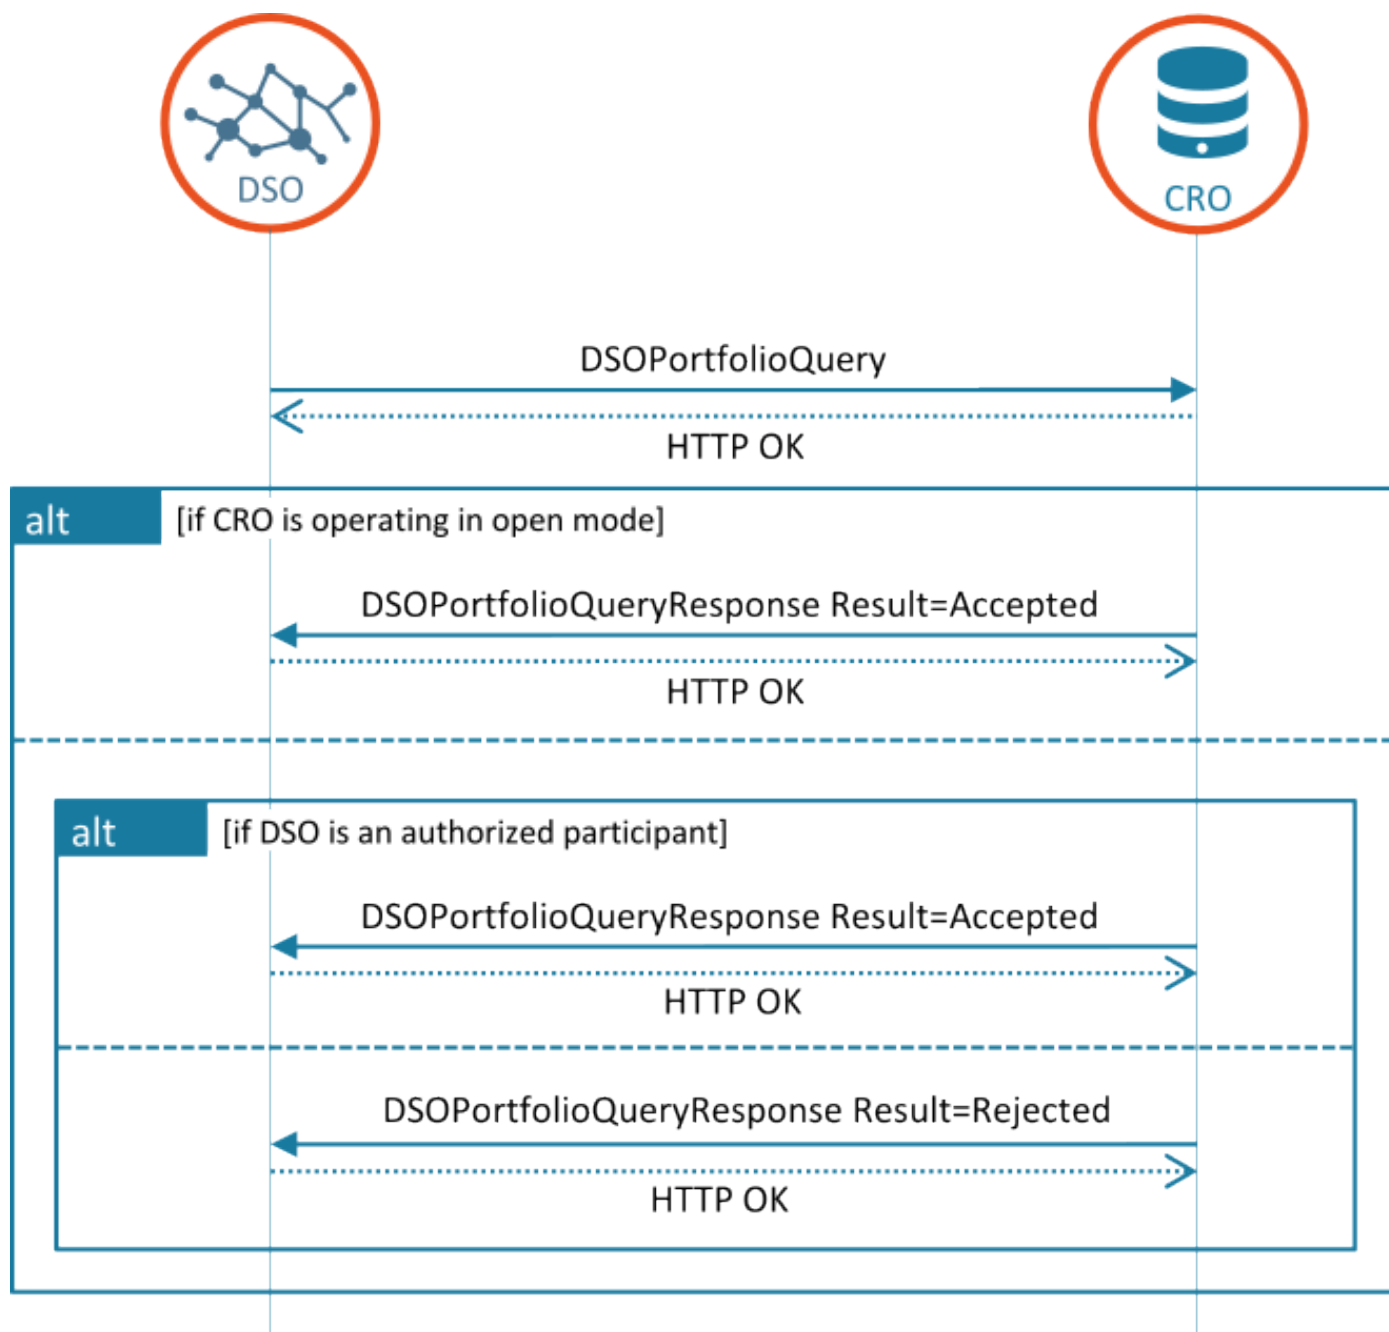 DSO
CRO
DSOPortfolioQuery
HTTP OK
alt
[if CRO is operating in open mode]
DSOPortfolioQueryResponse Result=Accepted
HTTP OK
alt
[if DSO is an authorized participant]
DSOPortfolioQueryResponse Result=Accepted
HTTP OK
DSOPortfolioQueryResponse Result=Rejected
HTTP OK